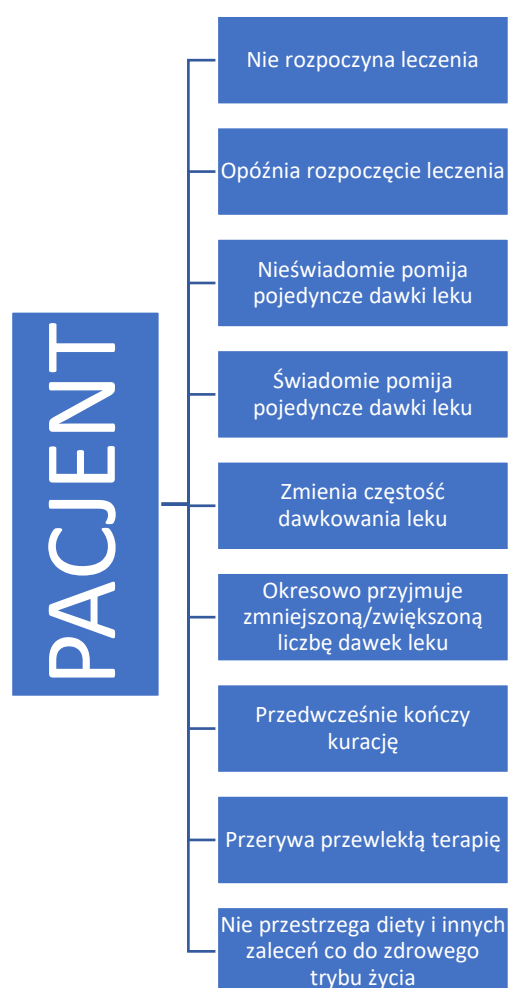 PACJENT
Nie rozpoczyna leczenia
Opóźnia rozpoczęcie leczenia
Nieświadomie pomija
pojedyncze dawki leku
Świadomie pomija
pojedyncze dawki leku
Zmienia częstość
dawkowania leku
Okresowo przyjmuje
zmniejszoną/zwiększoną
liczbę dawek leku
Przedwcześnie kończy
kurację
Przerywa przewlekłą terapię
Nie przestrzega diety i innych
zaleceń co do zdrowego
trybu życia